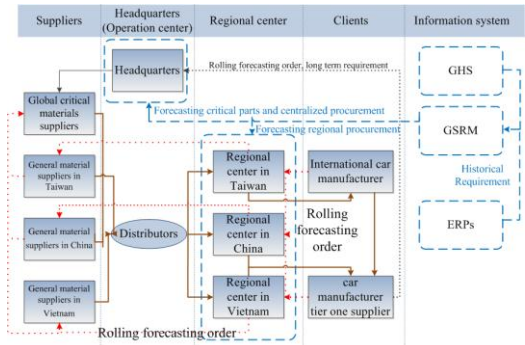 Suppliers
Headquarters
(Operation center)
Regional center
Clients
Information system
Headquarters
Rolling forecasting order, long term requirement
GHS
Global critical
materials
suppliers
Forecasting critical parts and centralized procurement
Forecasting regional procurement
GSRM
Historical
Requirement
General material
suppliers in
Taiwan
Regional
center in
Taiwan
International car
manufacturer
General material
suppliers in China
Distributors
Regional
center in
China
Rolling
forecasting
order
ERPs
General material
suppliers in
Vietnam
Regional
center in
Vietnam
car
manufacturer
tier one supplier
Rolling forecasting order